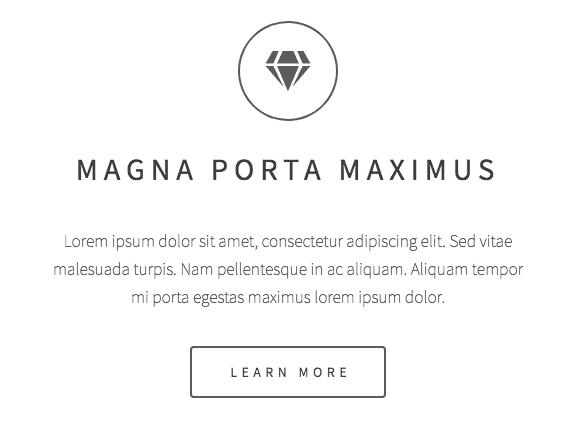 MAGNA PORTA MAXIMUS
Lorem ipsum dolor sit amet, consectetur adipiscing elit. Sed vitae
malesuada turpis. Nam pellentesque in ac aliquam. Aliquam tempor
mi porta egestas maximus lorem ipsum dolor.
LEARN MORE